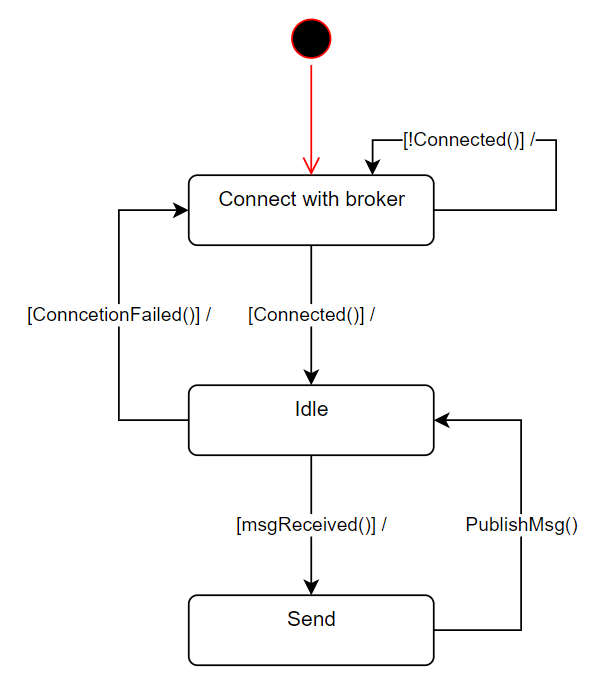 [!Connected()] /
Connect with broker
[ConncetionFailed()] /
[Connected()] /
Idle
[msgReceived()] /
PublishMsg()
Send